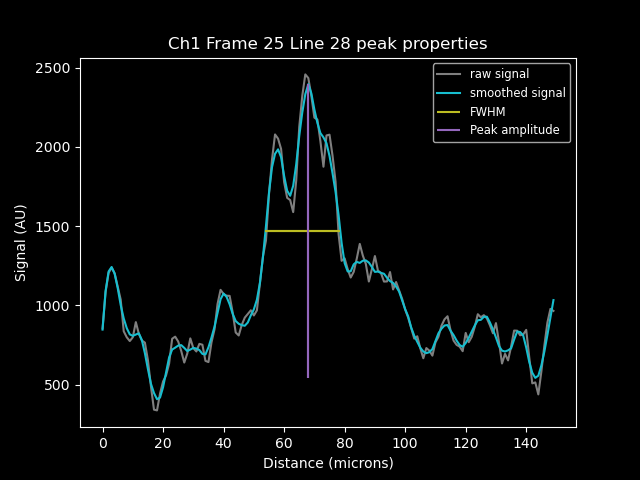 Ch1 Frame 25 Line 28 peak properties
raw signal
smoothed signal
FWHM
Peak amplitude
Signal (AU)
2500
2000
1500
1000
500
0 20 40 60 80 100 120 140
Distance (microns)